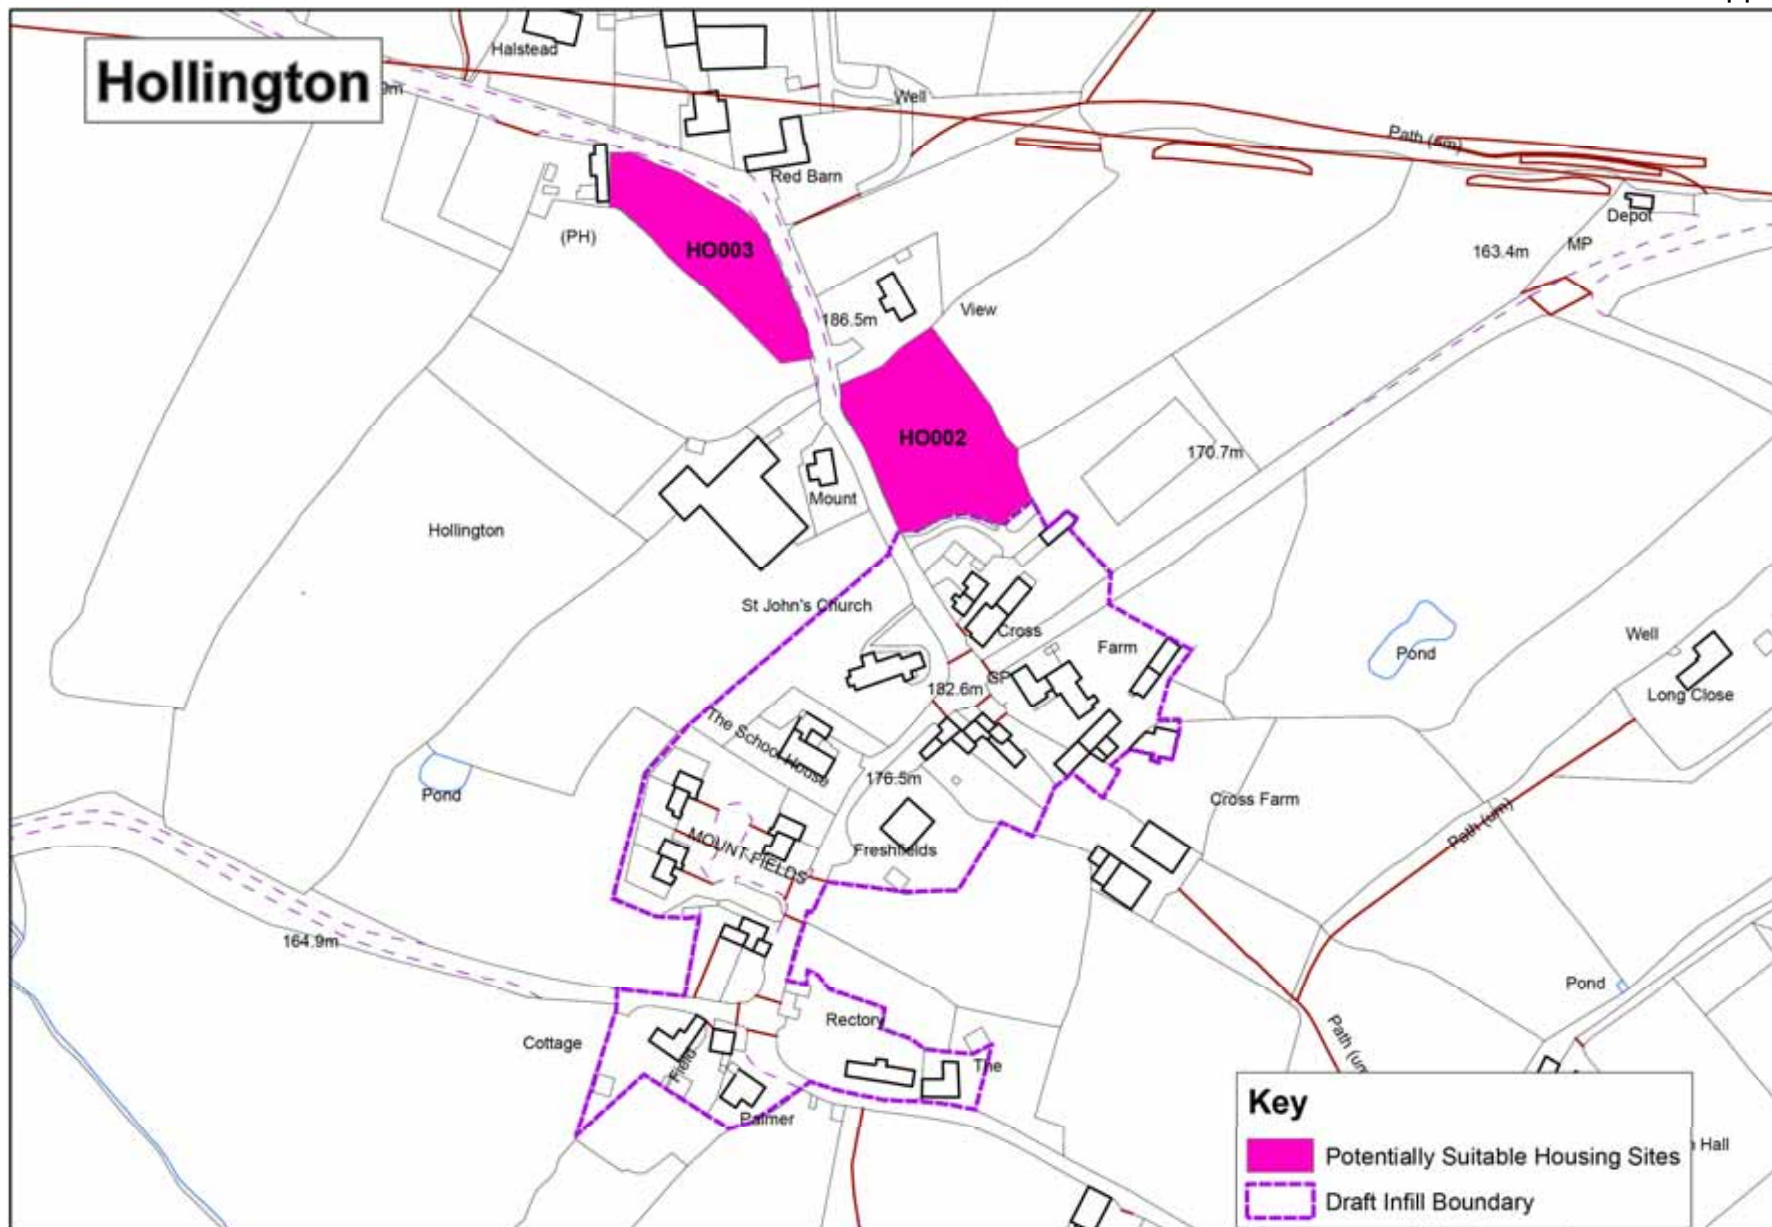 Hollington
Halstead
Well
Path (um)
Red Barn
Depot
(PH)
HO003
MP
163.4m
View
186.5m
HO002
170.7m
Mount
Hollington
St John's Church
Cross
Well
Farm
Pond
GP
182.6m
Long Close
The School House
176.5m
Pond
Cross Farm
Path (um)
MOUNT FIELDS
Freshfields
164.9m
Pond
Rectory
Cottage
Field
The
Palmer
Key
Hall
Potentially Suitable Housing Sites
Draft Infill Boundary